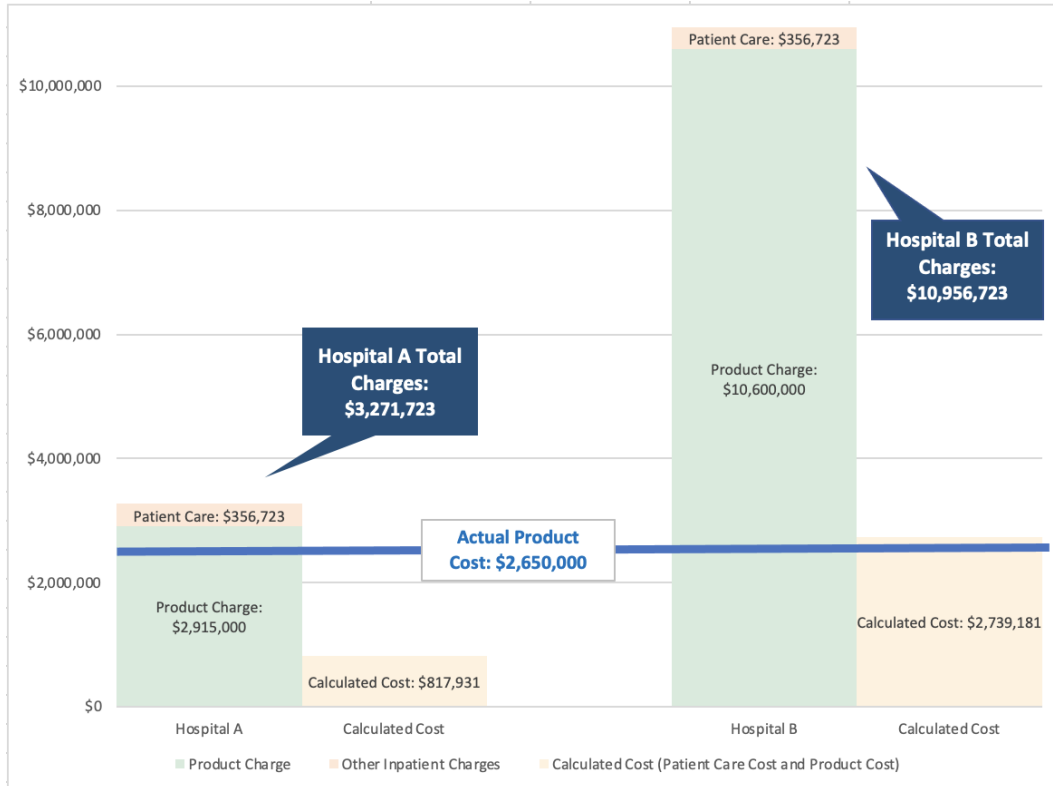 Patient Care: $356,723
$10,000,000
$8,000,000
Hospital B Total
Charges:
$10,956,723
$6,000,000
Hospital A Total
Charges:
$3,271,723
Product Charge:
$10,600,000
$4,000,000
Patient Care: $356,723
Actual Product
Cost: $2,650,000
$2,000,000
Product Charge:
$2,915,000
Calculated Cost: $2,739,181
Calculated Cost: $817,931
$0
Hospital A
Calculated Cost
Hospital B
Calculated Cost
Product Charge
Other Inpatient Charges
Calculated Cost (Patient Care Cost and Product Cost)